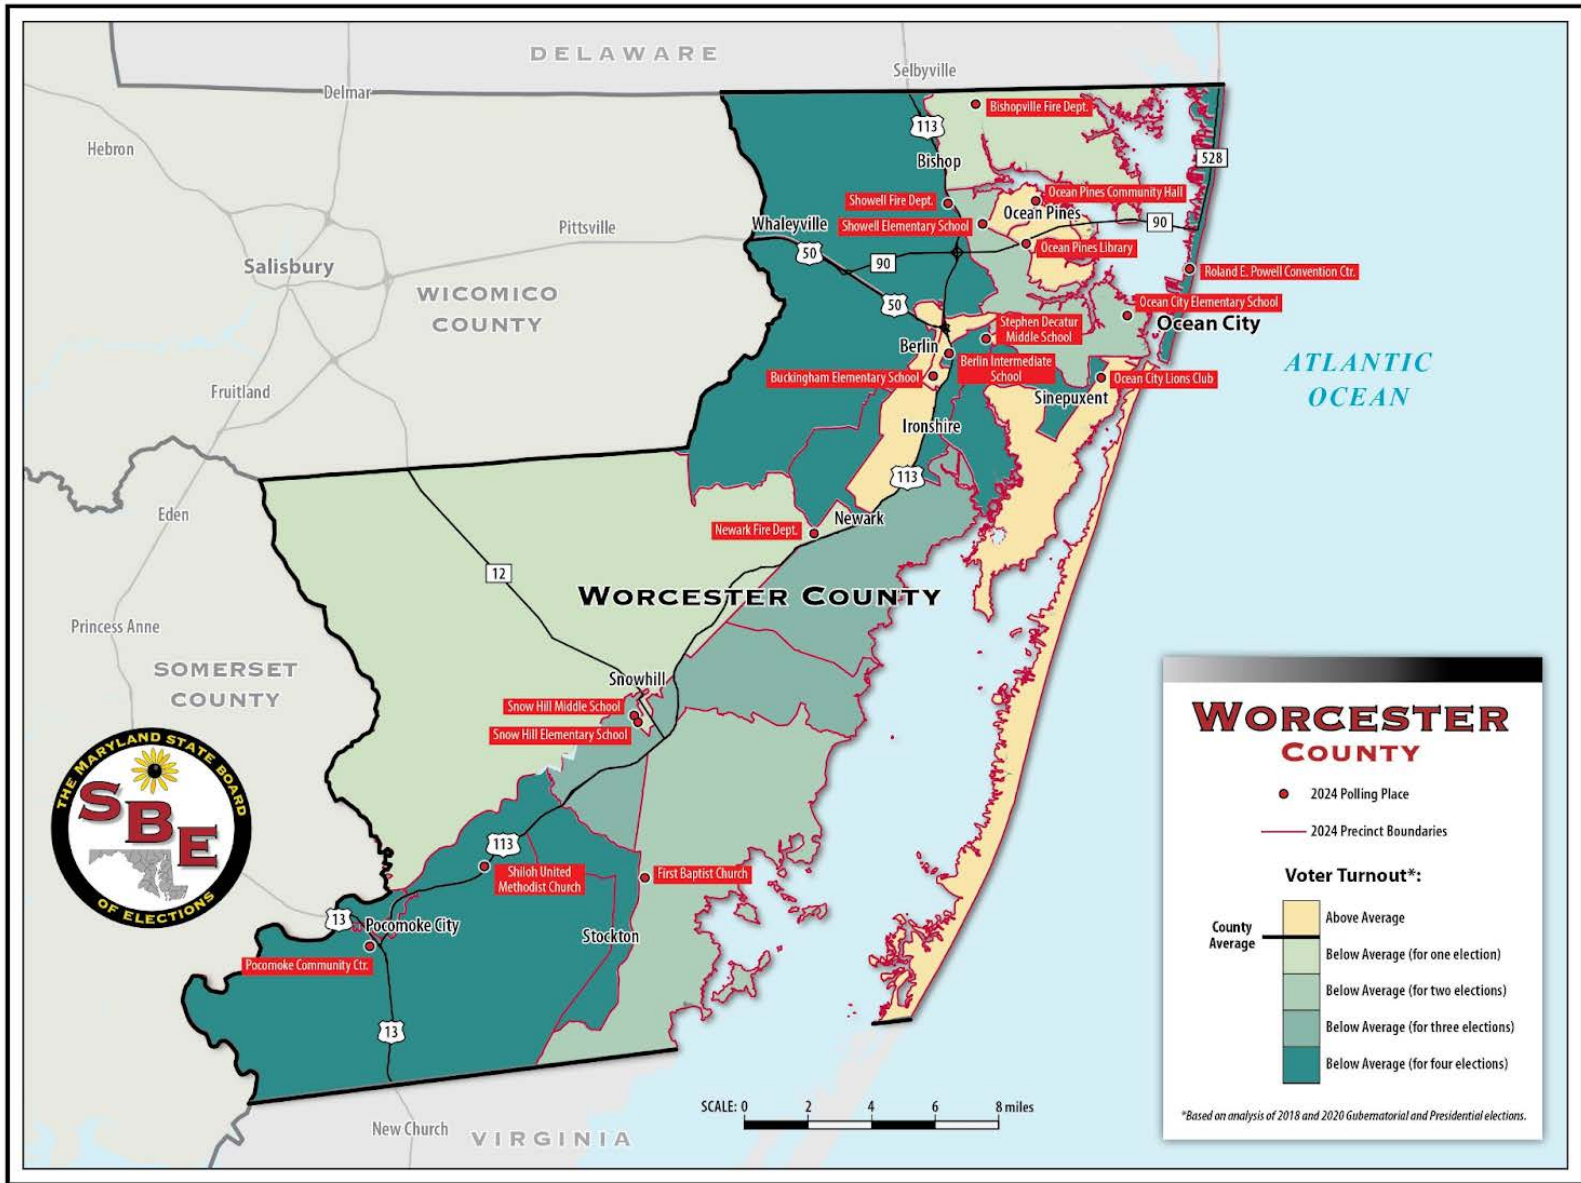 DELAWARE
Selbyville
Delmar
Bishopville Fire Dept.
113
Hebron
Bishop
528
Ocean Pines Community Hall
Showell Fire Dept.
Ocean Pines
Pittsville
Whaleyville
Showell Elementary School
90
50
Ocean Pines Library
Salisbury
90
Roland E. Powell Convention Ctr.
WICOMICO
COUNTY
50
Ocean City Elementary School
Stephen Decatur
Middle School
Ocean City
Berlin
ATLANTIC
OCEAN
Berlin Intermediate
School
Buckingham Elementary School
Ocean City Lions Club
Fruitland
Sinepuxent
Ironshire
113
Eden
Newark
Newark Fire Dept.
12
WORCESTER COUNTY
Princess Anne
SOMERSET
COUNTY
Snowhill
Snow Hill Middle School
Snow Hill Elementary School
THE MARYLAND STATE BOARD
SBE
OF ELECTIONS
113
Shiloh United
Methodist Church
First Baptist Church
13
Pocomoke City
Stockton
Pocomoke Community Ctr.
13
New Church
VIRGINIA
SCALE: 0 2 4 6 8 miles
WORCESTER
COUNTY
2024 Polling Place
2024 Precinct Boundaries
Voter Turnout*:
County
Average
Above Average
Below Average (for one election)
Below Average (for two elections)
Below Average (for three elections)
Below Average (for four elections)
*Based on analysis of 2018 and 2020 Gubernatorial and Presidential elections.